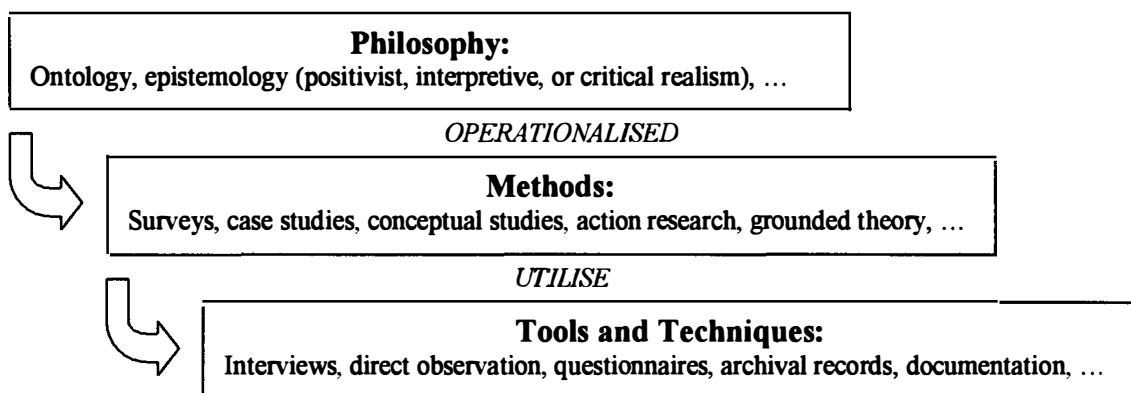 Philosophy:
Ontology, epistemology (positivist, interpretive, or critical realism), …
OPERATIONALISED
Methods:
Surveys, case studies, conceptual studies, action research, grounded theory, …
UTILISE
Tools and Techniques:
Interviews, direct observation, questionnaires, archival records, documentation, …